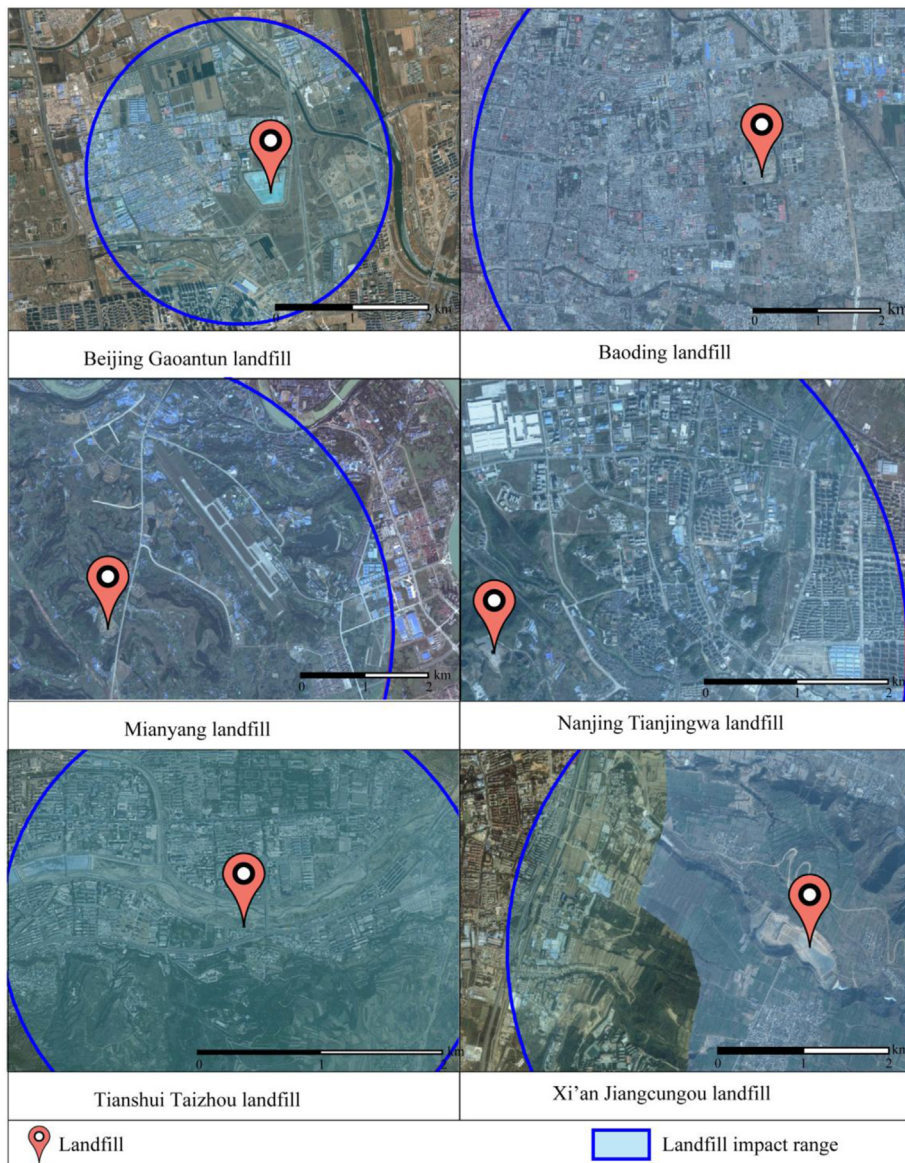 km
0 1 2
Beijing Gaoantun landfill
km
0 1 2
Baoding landfill
km
0 1 2
Mianyang landfill
km
0 1 2
Nanjing Tianjingwa landfill
km
0 1 2
Tianshui Taizhou landfill
km
0 1 2
Xi'an Jiangcungou landfill
Landfill
Landfill impact range